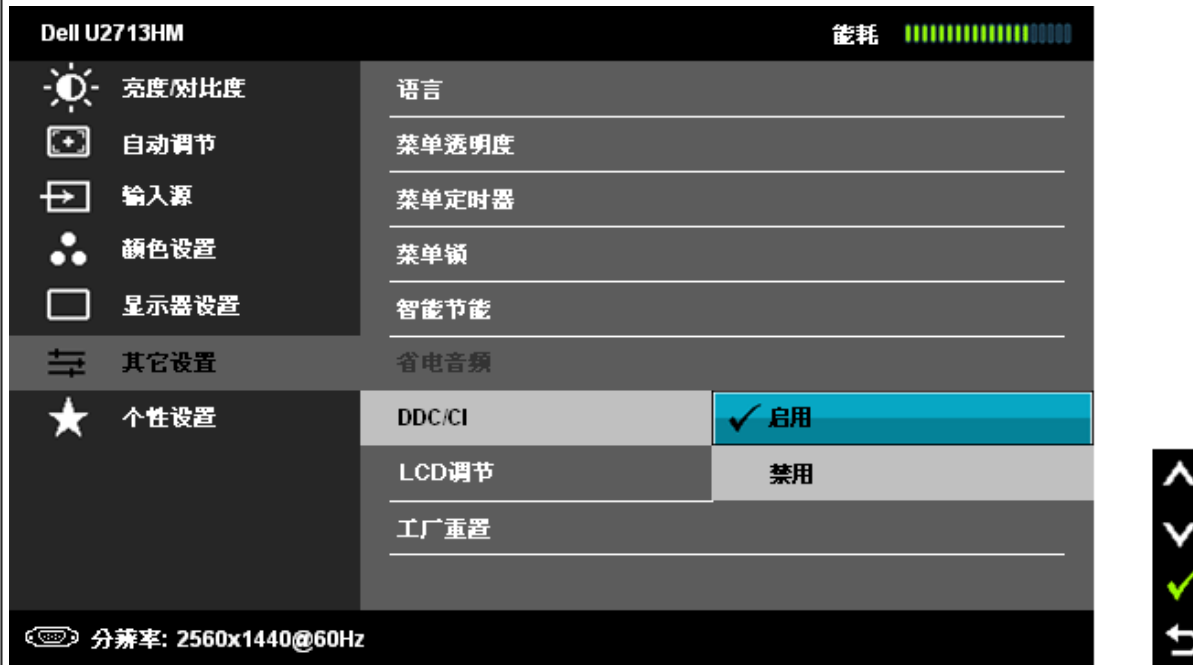 Dell U2713HM 能耗
亮度/对比度
自动调节
输入源
颜色设置
显示器设置
其它设置
个性设置
语言
菜单透明度
菜单定时器
菜单锁
智能节能
省电音频
DDC/CI
LCD调节
工厂重置
启用
禁用
分辨率: 2560x1440@60Hz